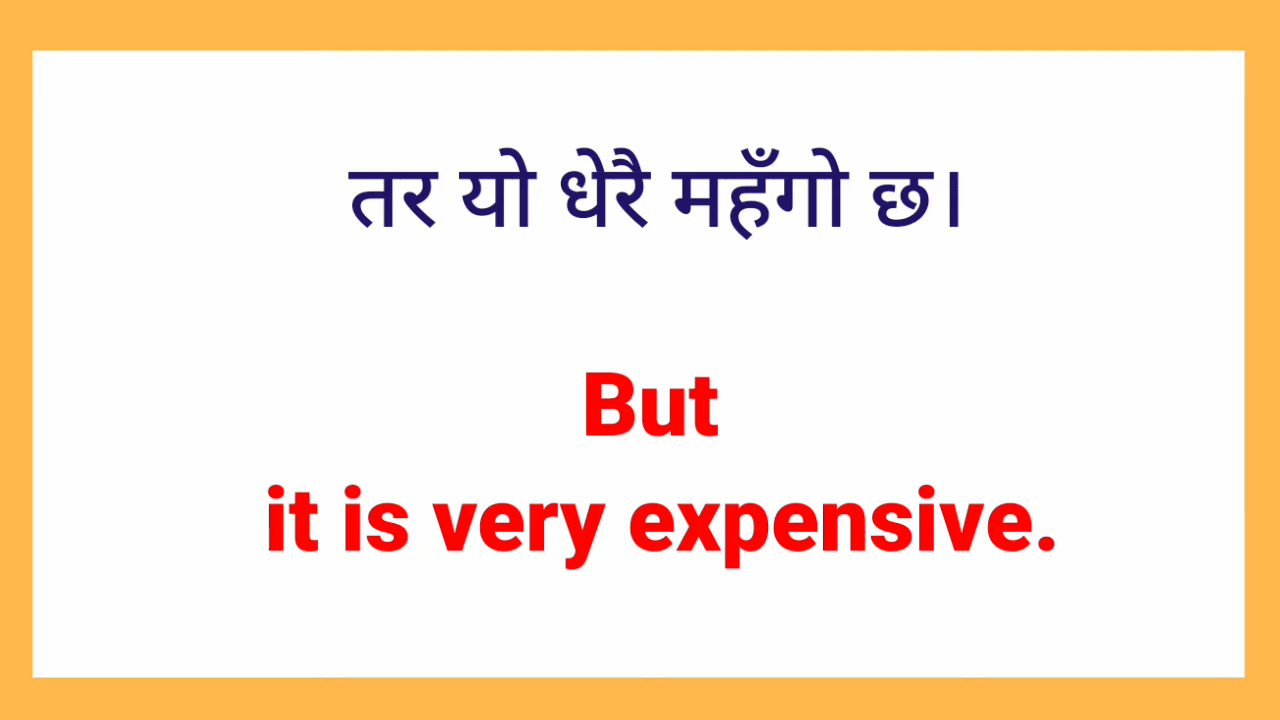 तर यो धेरै महँगो छ।
But
it is very expensive.